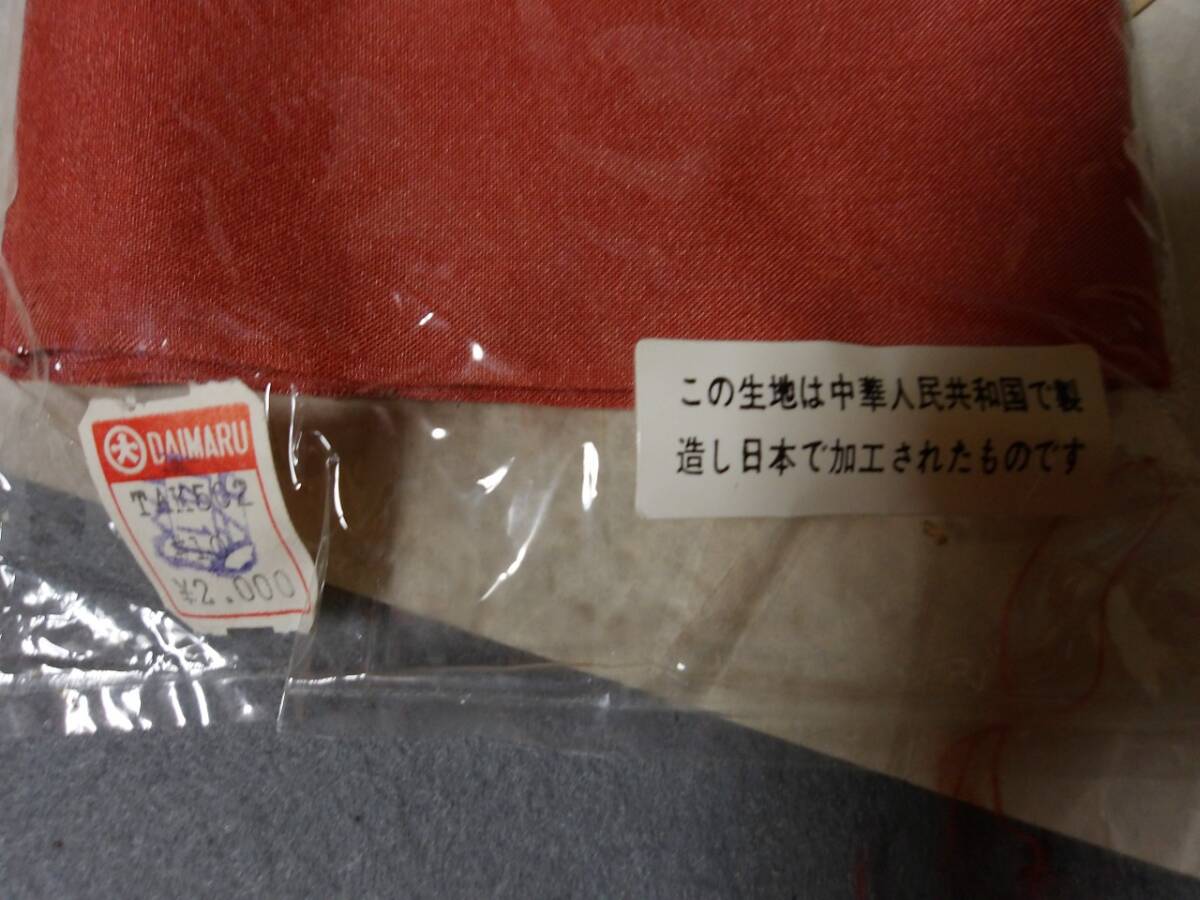 この生地は中華人民共和国で製
造し日本で加工されたものです
大 DAIMARU
¥2.000